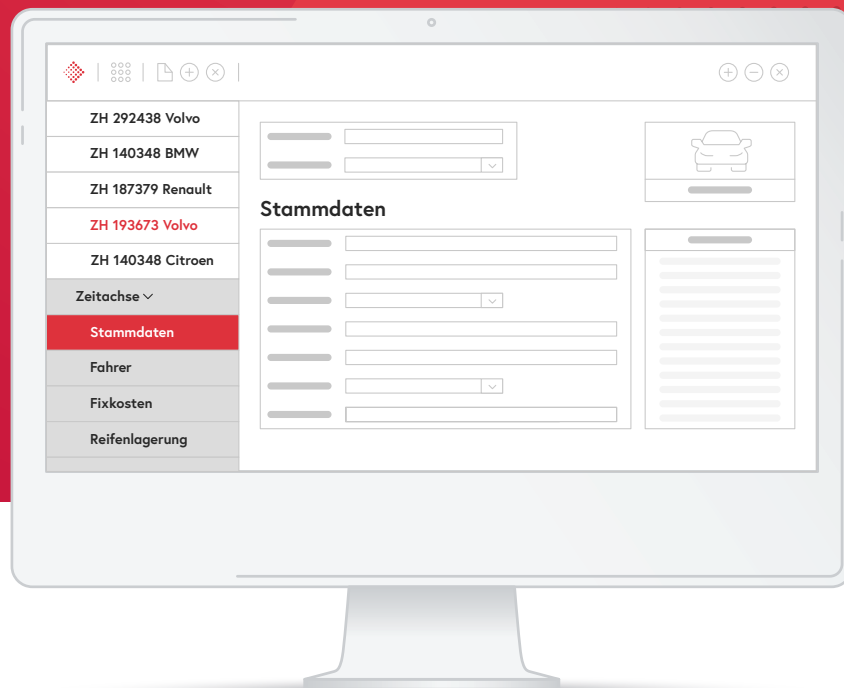 ZH 292438 Volvo
ZH 140348 BMW
ZH 187379 Renault
ZH 193673 Volvo
ZH 140348 Citroen
Zeitachse
Stammdaten
Fahrer
Fixkosten
Reifenlagerung
Stammdaten